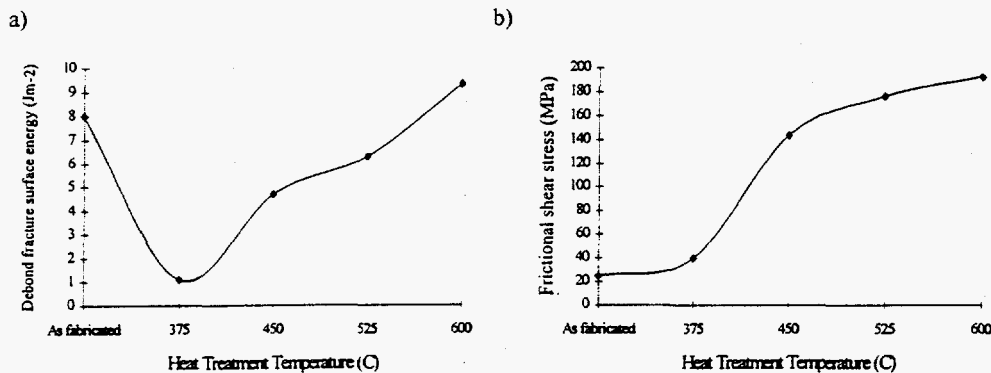 a)
Debond fracture surface energy (Jm-2)
10
9
8
7
6
5
4
3
2
1
0
As fabricated 375 450 525 600
Heat Treatment Temperature (C)
b)
Frictional shear stress (MPa)
200
180
160
140
120
100
80
60
40
20
0
As fabricated 375 450 525 600
Heat Treatment Temperature (C)